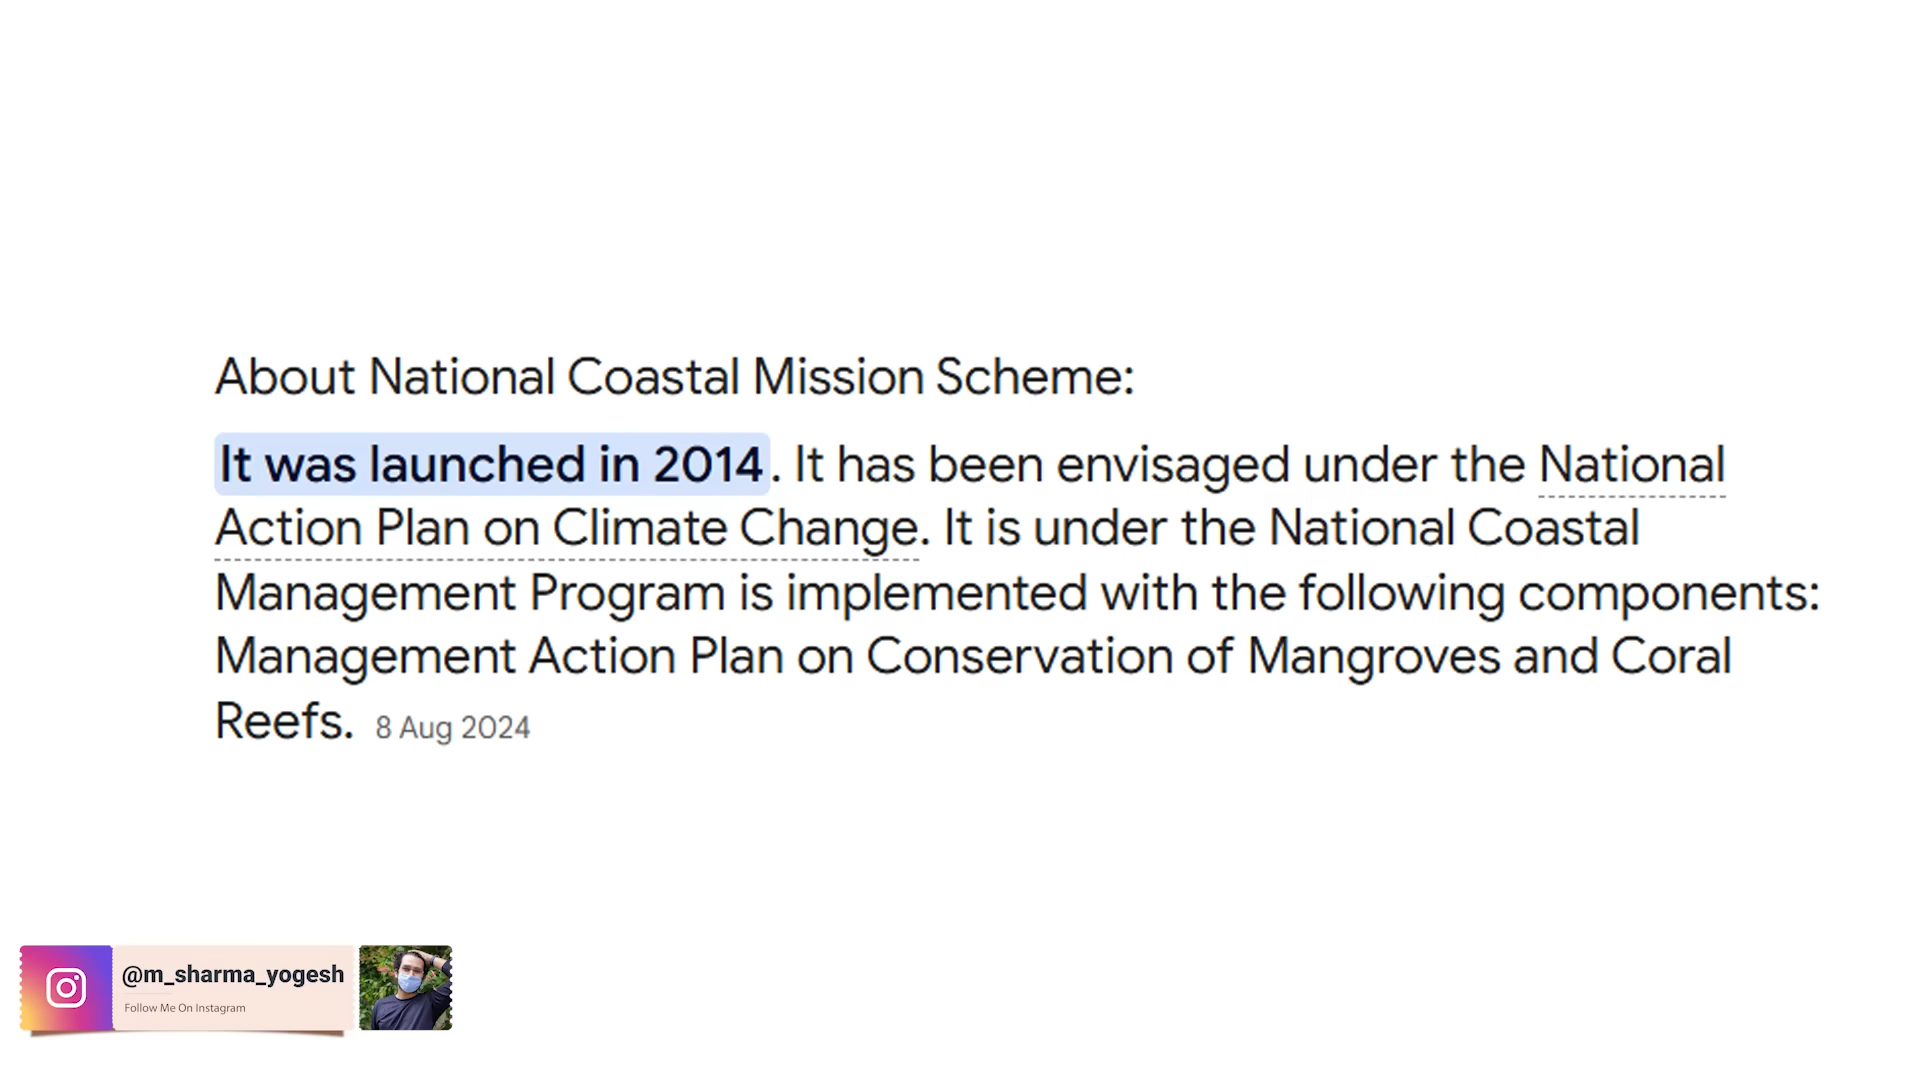 About National Coastal Mission Scheme:
It was launched in 2014. It has been envisaged under the National
Action Plan on Climate Change. It is under the National Coastal
Management Program is implemented with the following components:
Management Action Plan on Conservation of Mangroves and Coral
Reefs. 8 Aug 2024
@m_sharma_yogesh
Follow Me On Instagram